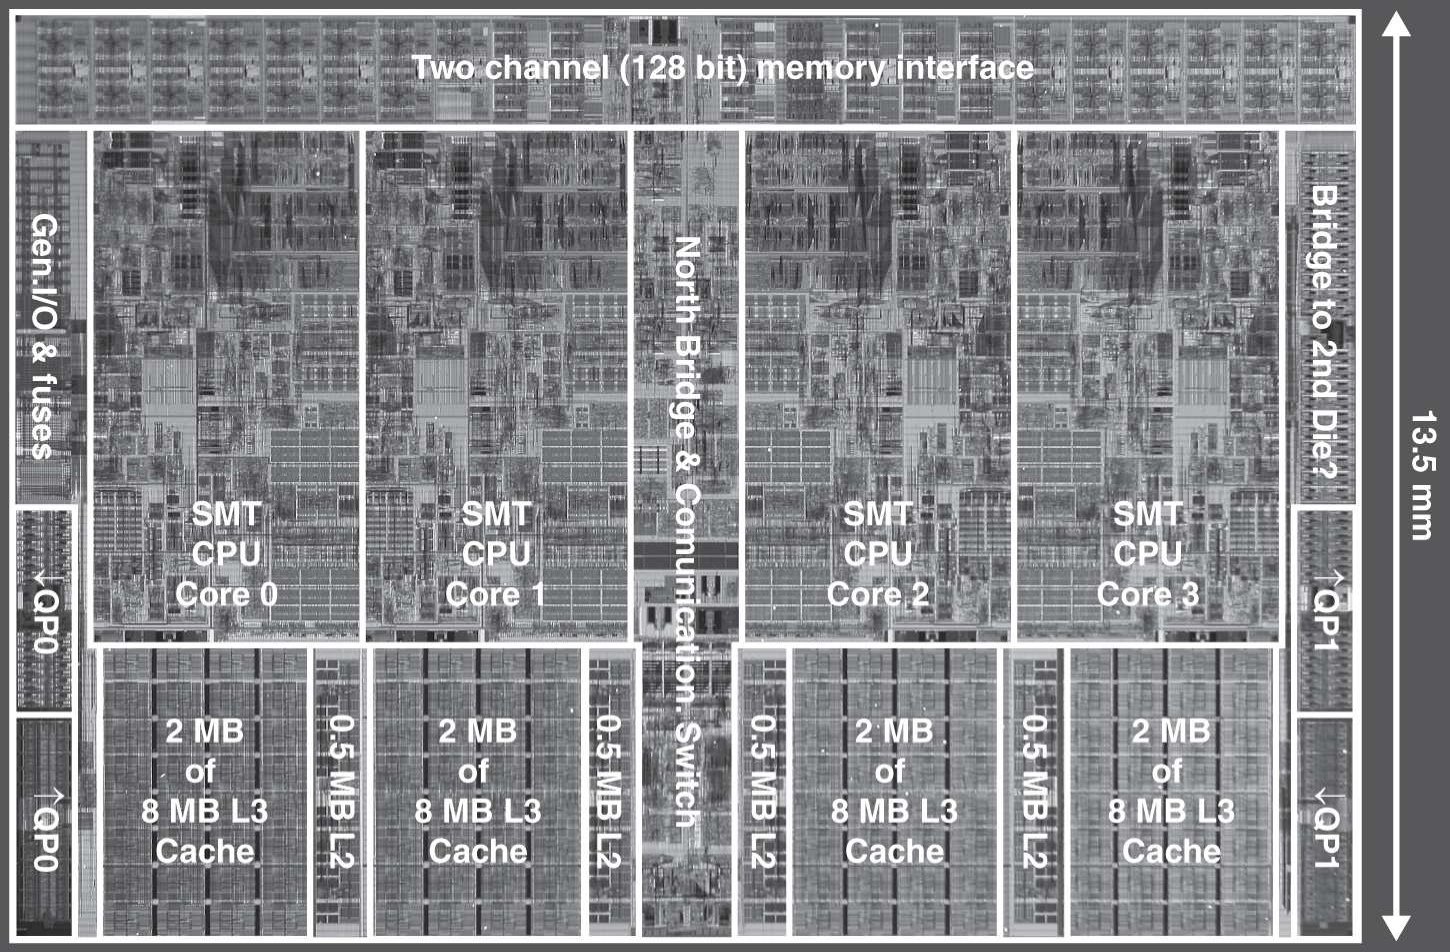 Two channel (128 bit) memory interface
Gen.I/O & fuses
SMT
CPU
Core 0
SMT
CPU
Core 1
North Bridge & Comunication. Switch
SMT
CPU
Core 2
SMT
CPU
Core 3
Bridge to 2nd Die?
13.5 mm
↓QP0
↑QP0
2 MB
of
8 MB L3
Cache
0.5 MB L2
2 MB
of
8 MB L3
Cache
0.5 MB L2
0.5 MB L2
2 MB
of
8 MB L3
Cache
0.5 MB L2
2 MB
of
8 MB L3
Cache
↑QP1
↓QP1